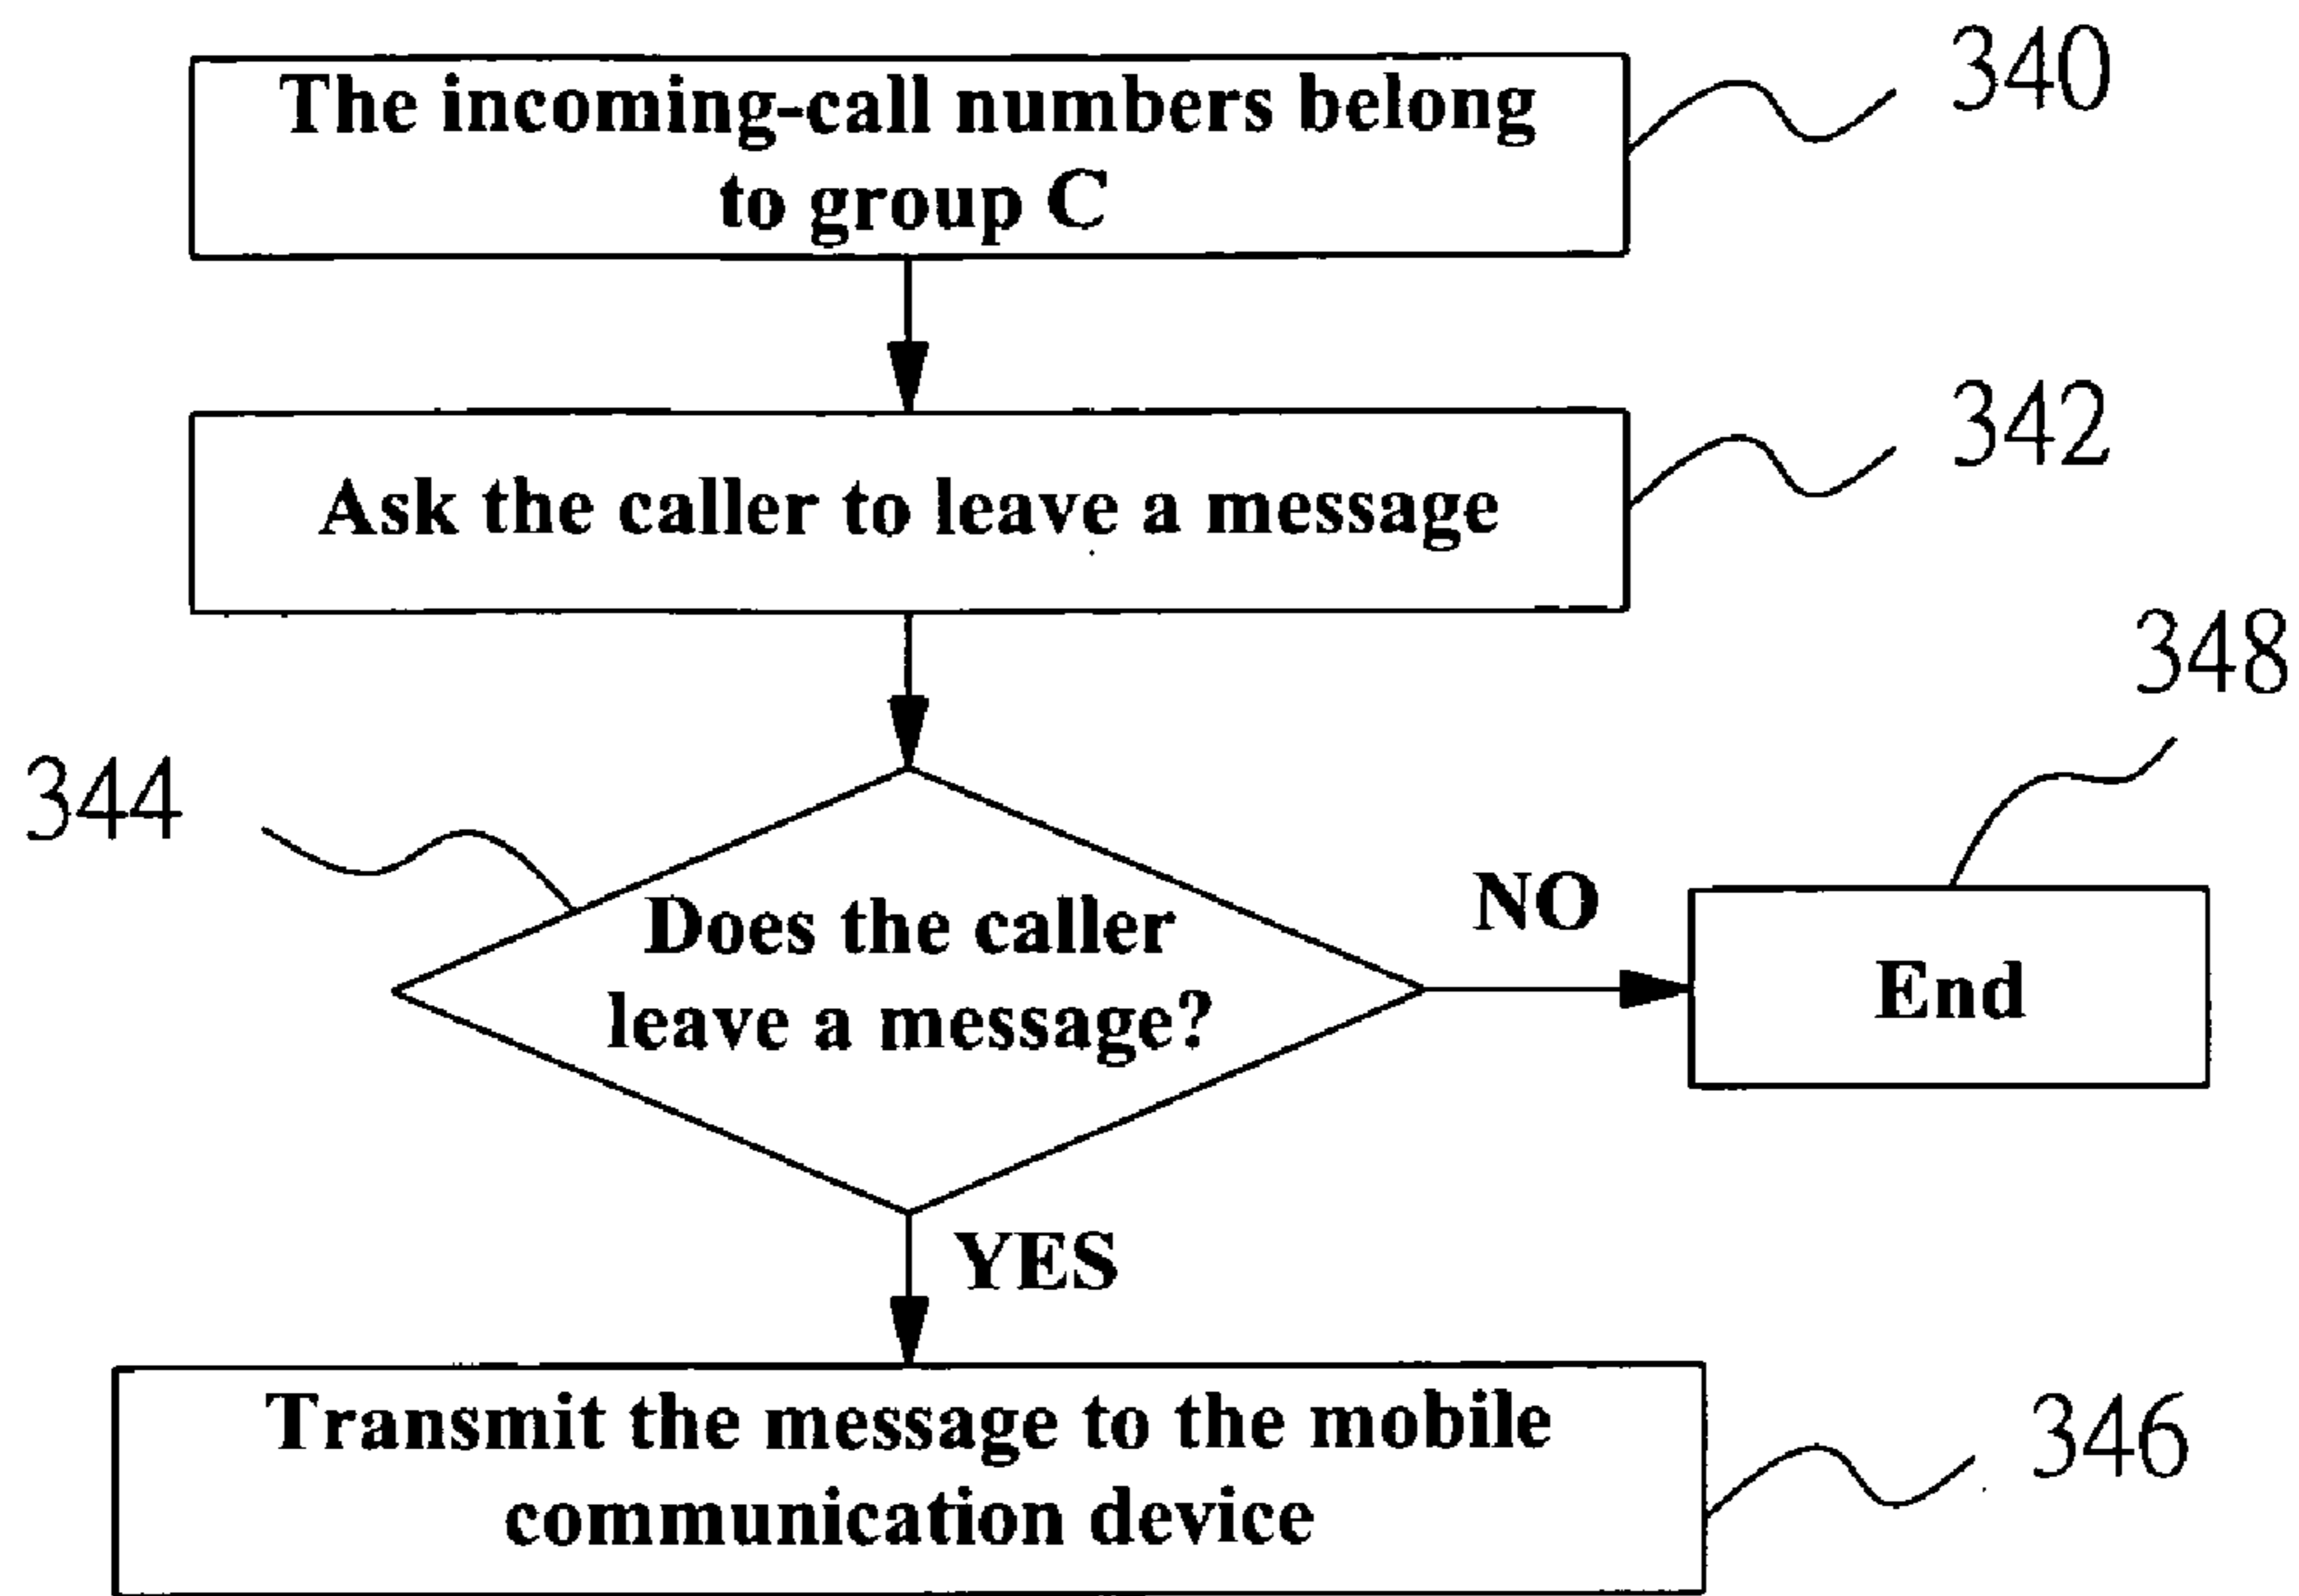 The incoming-call numbers belong
to group C
340
Ask the caller to leave a message
342
348
344
Does the caller
leave a message?
NO
End
YES
Transmit the message to the mobile
communication device
346